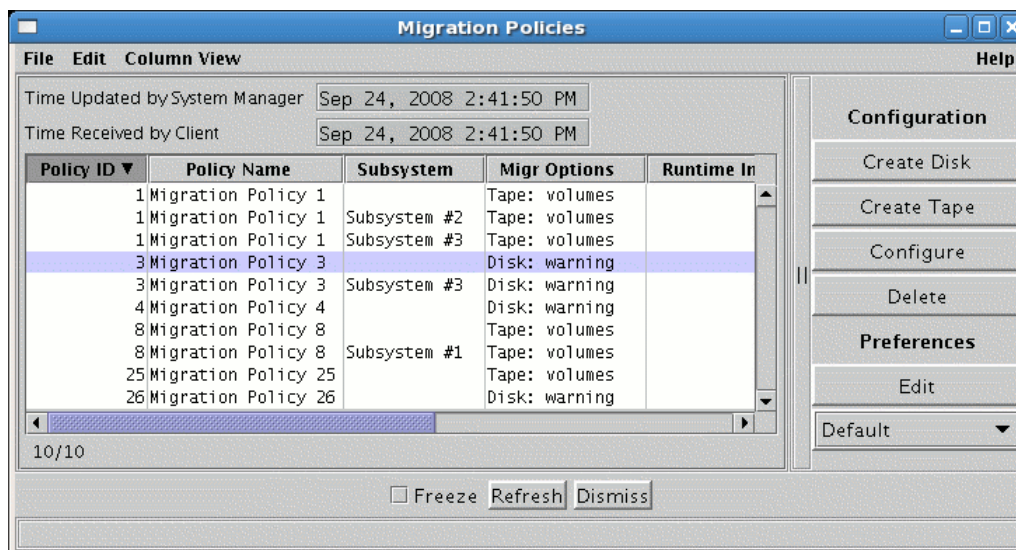 Migration Policies
File Edit Column View Help
Time Updated by System Manager Sep 24, 2008 2:41:50 PM
Time Received by Client Sep 24, 2008 2:41:50 PM
Policy ID ▼ Policy Name Subsystem Migr Options Runtime In
1 Migration Policy 1 Tape: volumes
1 Migration Policy 1 Subsystem #2 Tape: volumes
1 Migration Policy 1 Subsystem #3 Tape: volumes
3 Migration Policy 3 Disk: warning
3 Migration Policy 3 Subsystem #3 Disk: warning
4 Migration Policy 4 Disk: warning
8 Migration Policy 8 Tape: volumes
8 Migration Policy 8 Subsystem #1 Tape: volumes
25 Migration Policy 25 Tape: volumes
26 Migration Policy 26 Disk: warning
10/10
Configuration
Create Disk
Create Tape
Configure
Delete
Preferences
Edit
Default
Freeze Refresh Dismiss